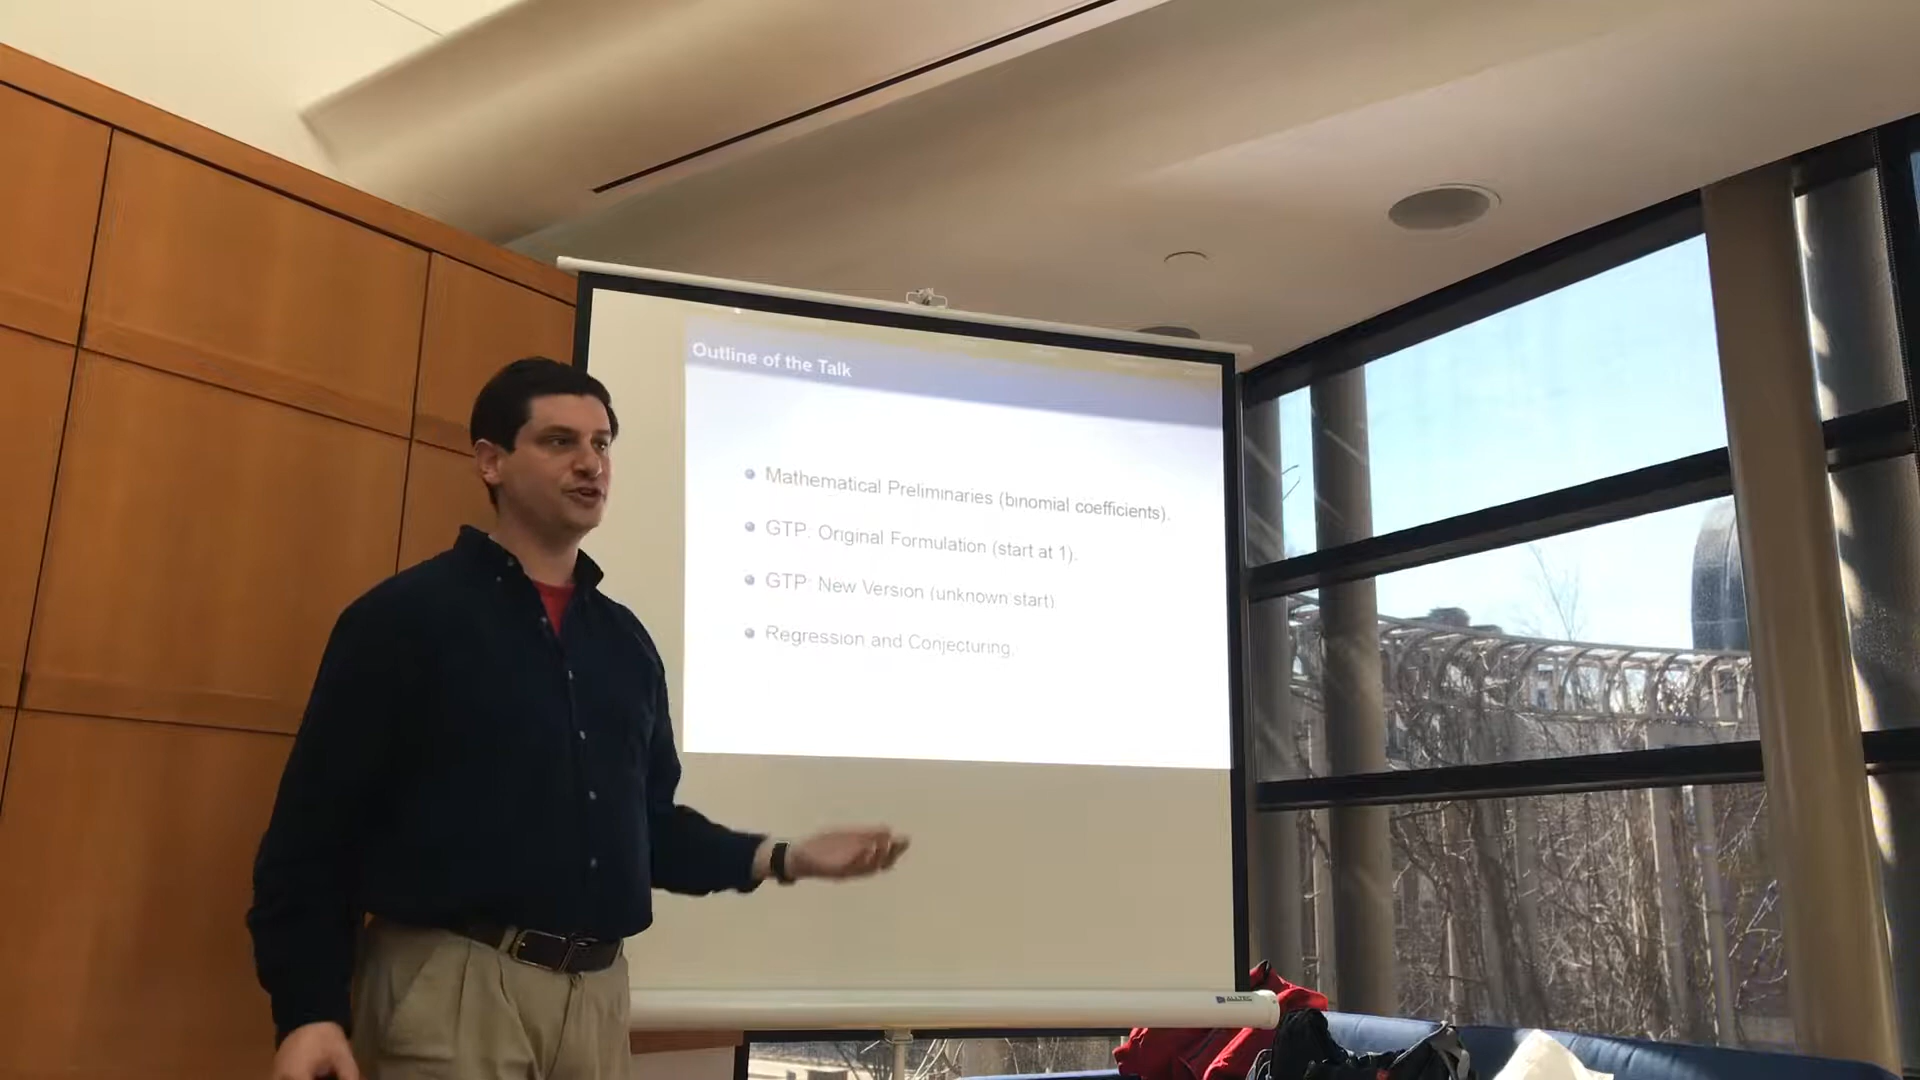 Outline of the Talk
Mathematical Preliminaries (binomial coefficients).
GTP: Original Formulation (start at 1).
GTP: New Version (unknown start).
Regression and Conjecturing.
ALLTEC